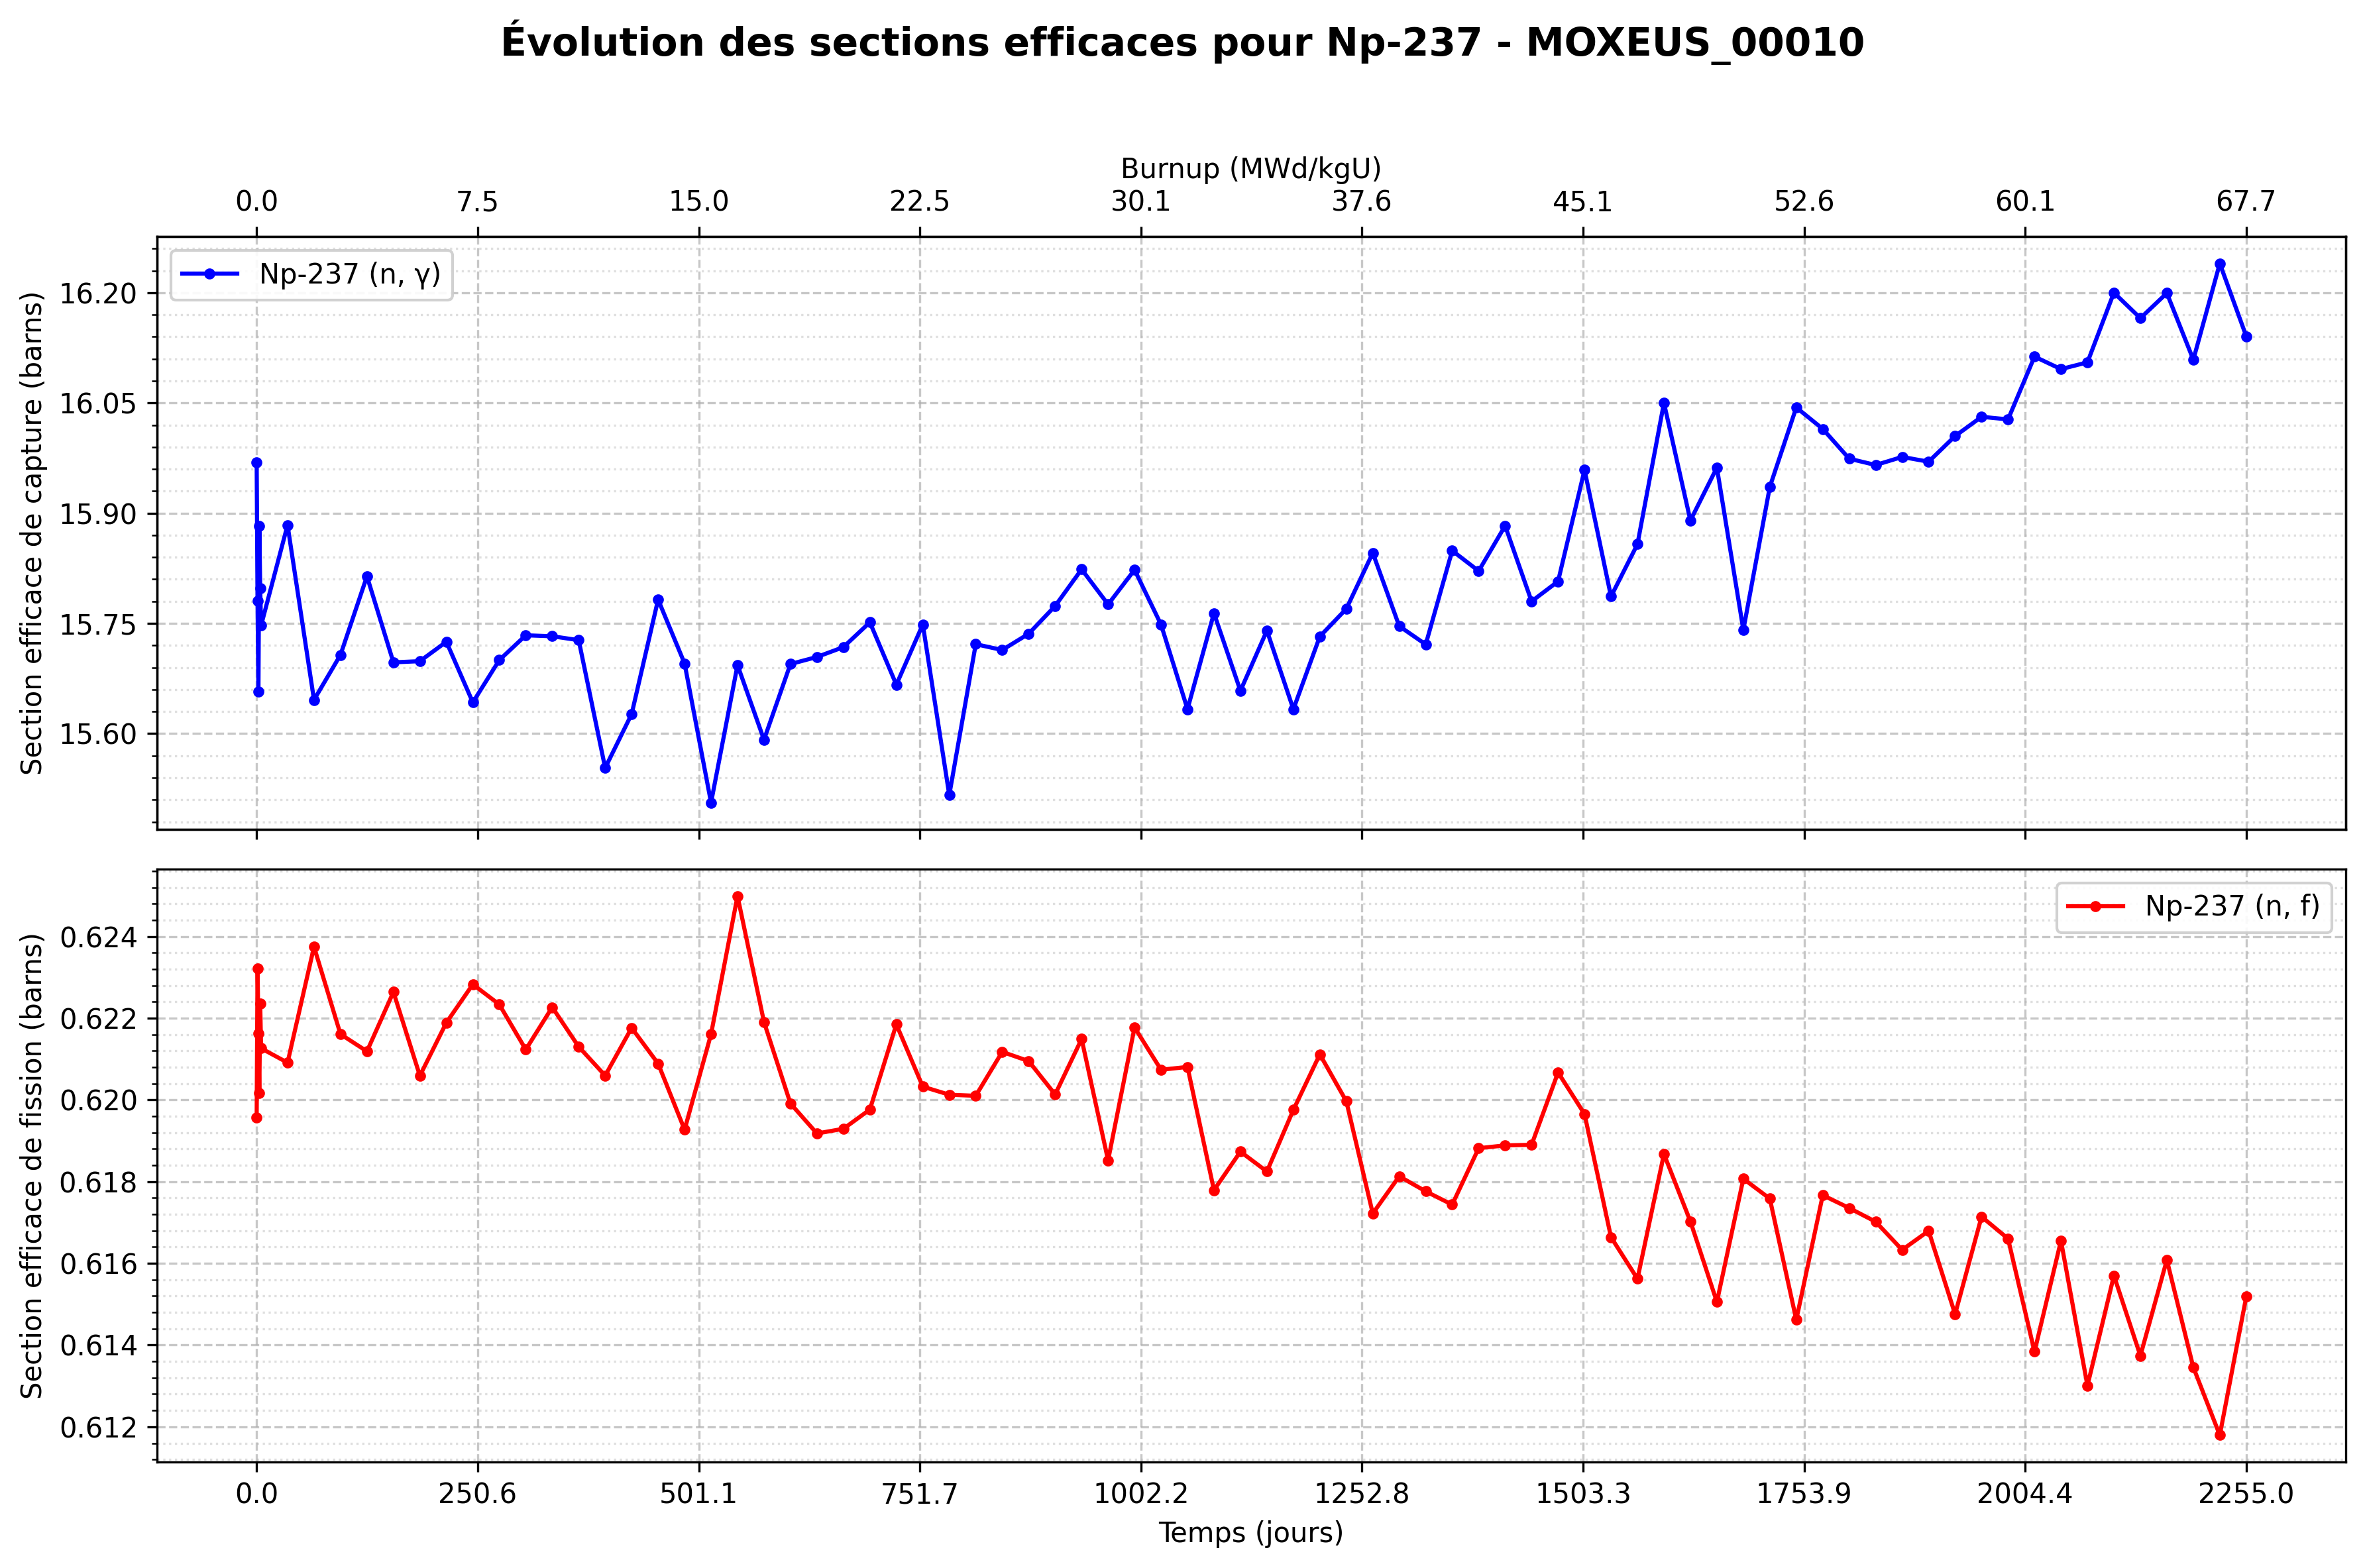 Évolution des sections efficaces pour Np-237 - MOXEUS_00010
Burnup (MWd/kgU)
0.0 7.5 15.0 22.5 30.1 37.6 45.1 52.6 60.1 67.7
Section efficace de capture (barns)
16.20
16.05
15.90
15.75
15.60
Np-237 (n, γ)
Section efficace de fission (barns)
0.624
0.622
0.620
0.618
0.616
0.614
0.612
Np-237 (n, f)
0.0 250.6 501.1 751.7 1002.2 1252.8 1503.3 1753.9 2004.4 2255.0
Temps (jours)